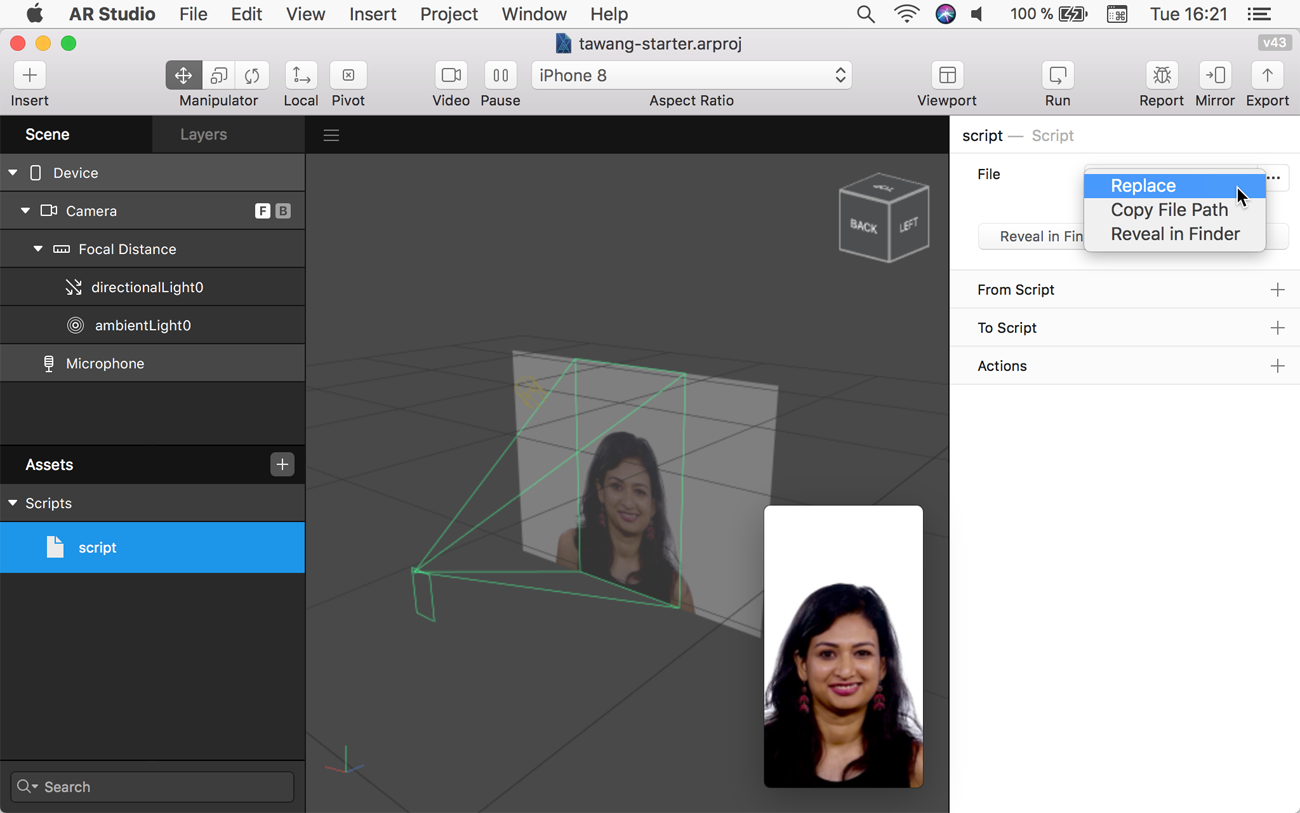 AR Studio File Edit View Insert Project Window Help 100 % Tue 16:21
tawang-starter.arproj v43
iPhone 8
Insert Manipulator Local Pivot Video Pause Aspect Ratio Viewport Run Report Mirror Export
Scene Layers
Device
Camera F B
Focal Distance
directionalLight0
ambientLight0
Microphone
Assets
Scripts
script
Search
TOP
BACK LEFT
script — Script
File ...
Replace
Copy File Path
Reveal in Finder
Reveal in Fin
From Script
To Script
Actions